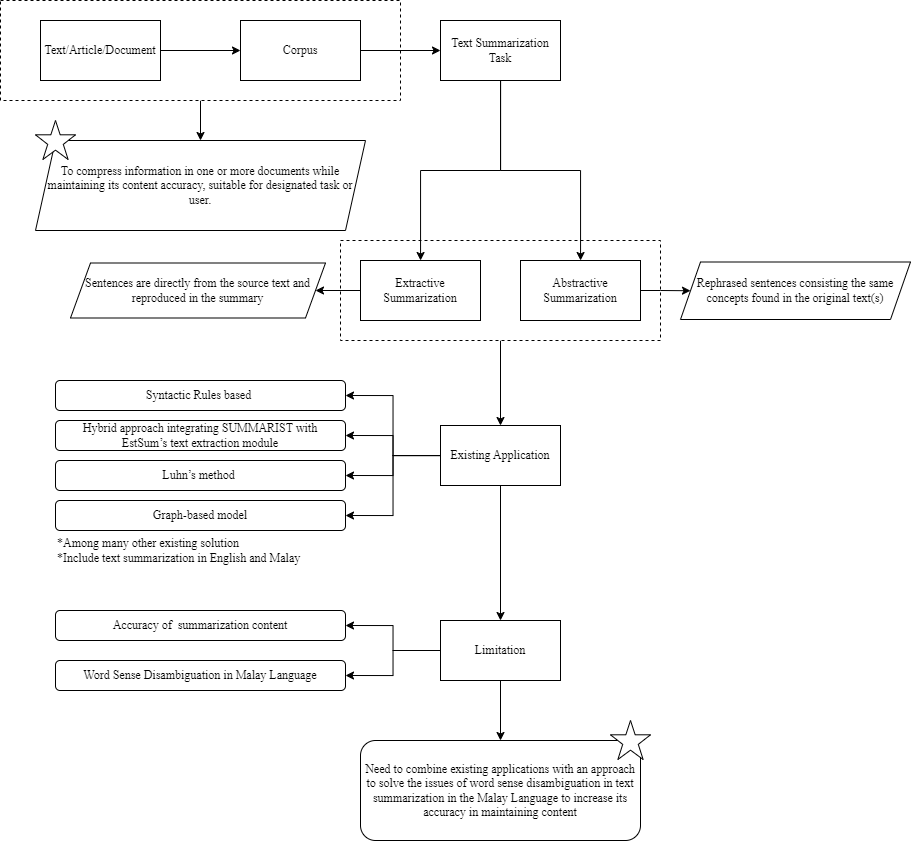 Text/Article/Document
Corpus
Text Summarization
Task
To compress information in one or more documents while
maintaining its content accuracy, suitable for designated task or
user.
Sentences are directly from the source text and
reproduced in the summary
Extractive
Summarization
Abstractive
Summarization
Rephrased sentences consisting the same
concepts found in the original text(s)
Syntactic Rules based
Hybrid approach integrating SUMMARIST with
EstSum's text extraction module
Luhn's method
Graph-based model
*Among many other existing solution
*Include text summarization in English and Malay
Existing Application
Accuracy of summarization content
Word Sense Disambiguation in Malay Language
Limitation
Need to combine existing applications with an approach
to solve the issues of word sense disambiguation in text
summarization in the Malay Language to increase its
accuracy in maintaining content